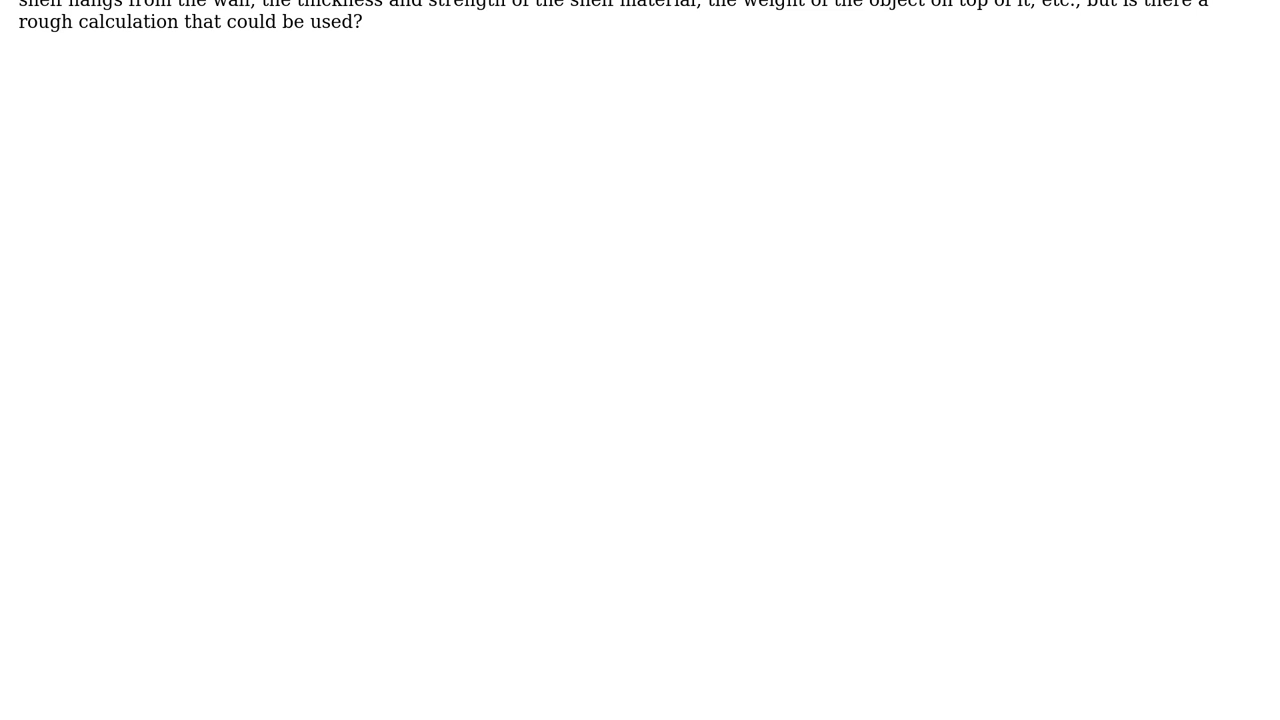 shelf hangs from the wall, the thickness and strength of the shelf material, the weight of the object on top of it, etc., but is there a
rough calculation that could be used?